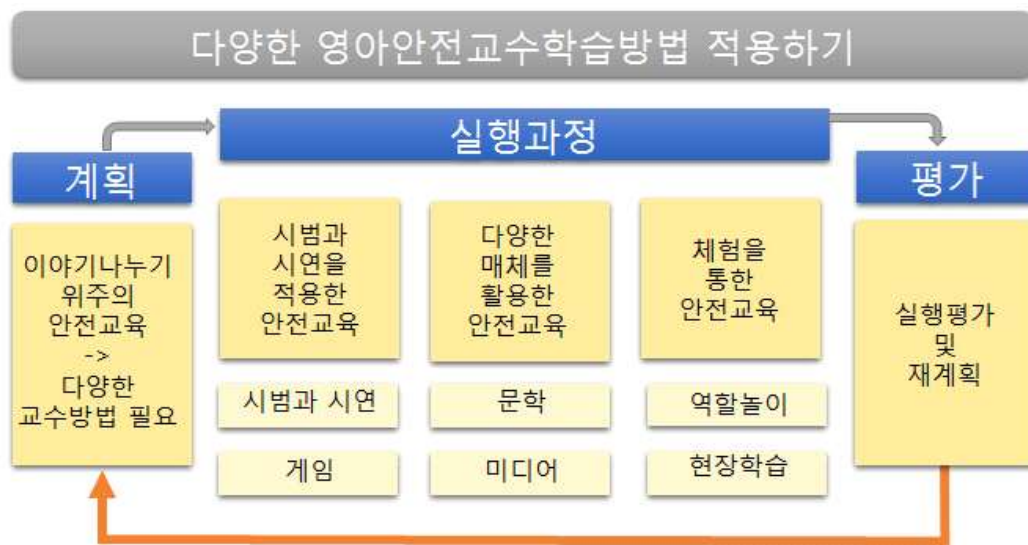 다양한 영아안전교수학습방법 적용하기
계획
실행과정
평가
이야기나누기
위주의
안전교육
->
다양한
교수방법 필요
시범과
시연을
적용한
안전교육
시범과 시연
게임
다양한
매체를
활용한
안전교육
문학
미디어
체험을
통한
안전교육
역할놀이
현장학습
실행평가
및
재계획